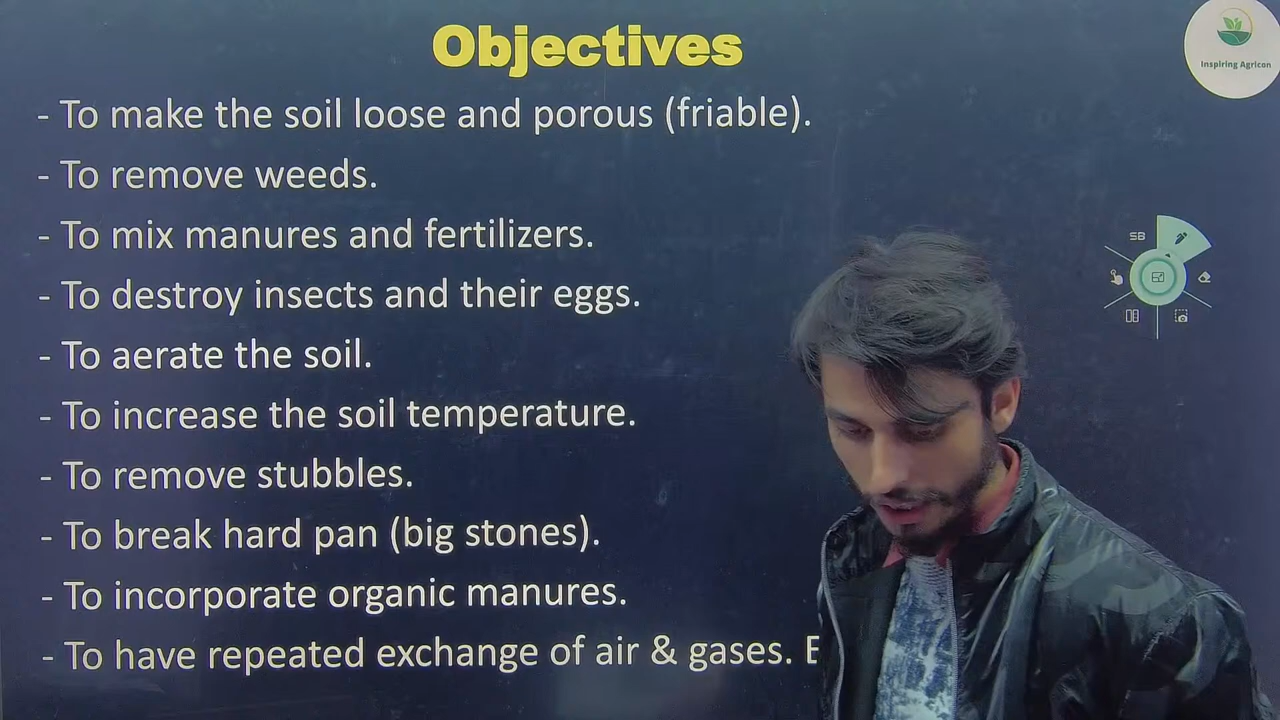 Objectives
Inspiring Agricon
- To make the soil loose and porous (friable).
- To remove weeds.
- To mix manures and fertilizers.
SB
- To destroy insects and their eggs.
- To aerate the soil.
- To increase the soil temperature.
- To remove stubbles.
- To break hard pan (big stones).
- To incorporate organic manures.
- To have repeated exchange of air & gases.